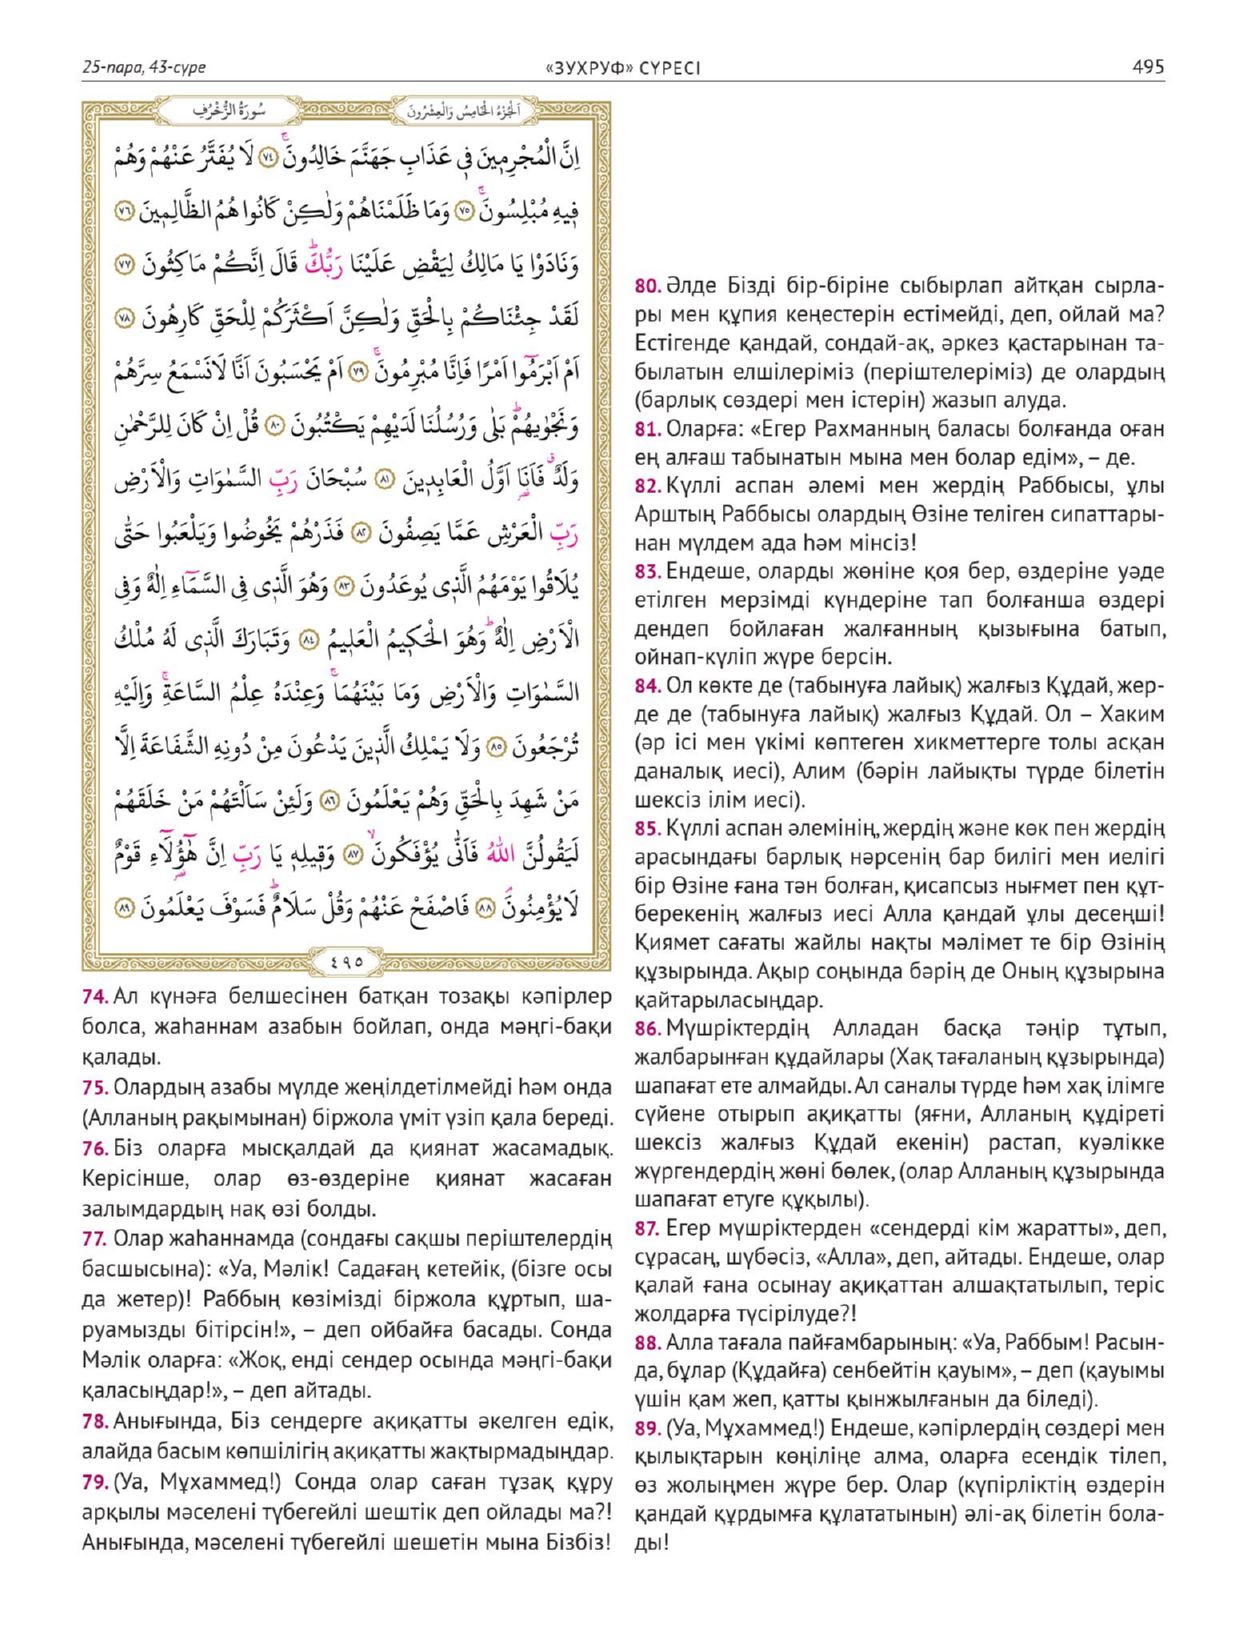 25-пара, 43-сүре
«ЗУХРУФ» СҮРЕСІ
495
اَلْجُزْءُ الْخَامِسُ وَالْعِشْرُونَ
سُورَةُ الزُّخْرُفِ
اِنَّ الْمُجْرِمِينَ فِي عَذَابِ جَهَنَّمَ خَالِدُونَۚ ﴿٧٤﴾ لَا يُفَتَّرُ عَنْهُمْ وَهُمْ
فِيهِ مُبْلِسُونَۚ ﴿٧٥﴾ وَمَا ظَلَمْنَاهُمْ وَلٰكِنْ كَانُوا هُمُ الظَّالِمِينَ ﴿٧٦﴾
وَنَادَوْا يَا مَالِكُ لِيَقْضِ عَلَيْنَا رَبُّكَۜ قَالَ اِنَّكُمْ مَاكِثُونَ ﴿٧٧﴾
لَقَدْ جِئْنَاكُمْ بِالْحَقِّ وَلٰكِنَّ اَكْثَرَكُمْ لِلْحَقِّ كَارِهُونَ ﴿٧٨﴾
اَمْ اَبْرَمُٓوا اَمْرًا فَاِنَّا مُبْرِمُونَۚ ﴿٧٩﴾ اَمْ يَحْسَبُونَ اَنَّا لَا نَسْمَعُ سِرَّهُمْ
وَنَجْوٰيهُمْۜ بَلٰى وَرُسُلُنَا لَدَيْهِمْ يَكْتُبُونَ ﴿٨٠﴾ قُلْ اِنْ كَانَ لِلرَّحْمٰنِ
وَلَدٌۗ فَاَنَا اَوَّلُ الْعَابِدِينَ ﴿٨١﴾ سُبْحَانَ رَبِّ السَّمٰوَاتِ وَالْاَرْضِ
رَبِّ الْعَرْشِ عَمَّا يَصِفُونَ ﴿٨٢﴾ فَذَرْهُمْ يَخُوضُوا وَيَلْعَبُوا حَتّٰى
يُلَاقُوا يَوْمَهُمُ الَّذِي يُوعَدُونَ ﴿٨٣﴾ وَهُوَ الَّذِي فِي السَّمَٓاءِ اِلٰهٌ وَفِي
الْاَرْضِ اِلٰهٌۜ وَهُوَ الْحَكِيمُ الْعَلِيمُ ﴿٨٤﴾ وَتَبَارَكَ الَّذِي لَهُ مُلْكُ
السَّمٰوَاتِ وَالْاَرْضِ وَمَا بَيْنَهُمَاۚ وَعِنْدَهُ عِلْمُ السَّاعَةِۚ وَاِلَيْهِ
تُرْجَعُونَ ﴿٨٥﴾ وَلَا يَمْلِكُ الَّذِينَ يَدْعُونَ مِنْ دُونِهِ الشَّفَاعَةَ اِلَّا
مَنْ شَهِدَ بِالْحَقِّ وَهُمْ يَعْلَمُونَ ﴿٨٦﴾ وَلَئِنْ سَاَلْتَهُمْ مَنْ خَلَقَهُمْ
لَيَقُولُنَّ اللّٰهُ فَاَنّٰى يُؤْفَكُونَۙ ﴿٨٧﴾ وَقِيلِهِ يَا رَبِّ اِنَّ هٰٓؤُلَٓاءِ قَوْمٌ
لَا يُؤْمِنُونَۢ ﴿٨٨﴾ فَاصْفَحْ عَنْهُمْ وَقُلْ سَلَامٌۜ فَسَوْفَ يَعْلَمُونَ ﴿٨٩﴾
٤٩٥
74. Ал күнәға белшесінен батқан тозақы кәпірлер
болса, жаһаннам азабын бойлап, онда мәңгі-бақи
қалады.
75. Олардың азабы мүлде жеңілдетілмейді һәм онда
(Алланың рақымынан) біржола үміт үзіп қала береді.
76. Біз оларға мысқалдай да қиянат жасамадық.
Керісінше, олар өз-өздеріне қиянат жасаған
залымдардың нақ өзі болды.
77. Олар жаһаннамда (сондағы сақшы періштелердің
басшысына): «Уа, Мәлік! Садағаң кетейік, (бізге осы
да жетер)! Раббың көзімізді біржола құртып, ша-
руамызды бітірсін!», – деп ойбайға басады. Сонда
Мәлік оларға: «Жоқ, енді сендер осында мәңгі-бақи
қаласыңдар!», – деп айтады.
78. Анығында, Біз сендерге ақиқатты әкелген едік,
алайда басым көпшілігің ақиқатты жақтырмадыңдар.
79. (Уа, Мұхаммед!) Сонда олар саған тұзақ құру
арқылы мәселені түбегейлі шештік деп ойлады ма?!
Анығында, мәселені түбегейлі шешетін мына Бізбіз!
80. Әлде Бізді бір-біріне сыбырлап айтқан сырла-
ры мен құпия кеңестерін естімейді, деп, ойлай ма?
Естігенде қандай, сондай-ақ, әркез қастарынан та-
былатын елшілеріміз (періштелеріміз) де олардың
(барлық сөздері мен істерін) жазып алуда.
81. Оларға: «Егер Рахманның баласы болғанда оған
ең алғаш табынатын мына мен болар едім», – де.
82. Күллі аспан әлемі мен жердің Раббысы, ұлы
Арштың Раббысы олардың Өзіне теліген сипаттары-
нан мүлдем ада һәм мінсіз!
83. Ендеше, оларды жөніне қоя бер, өздеріне уәде
етілген мерзімді күндеріне тап болғанша өздері
дендеп бойлаған жалғанның қызығына батып,
ойнап-күліп жүре берсін.
84. Ол көкте де (табынуға лайық) жалғыз Құдай, жер-
де де (табынуға лайық) жалғыз Құдай. Ол – Хаким
(әр ісі мен үкімі көптеген хикметтерге толы асқан
даналық иесі), Алим (бәрін лайықты түрде білетін
шексіз ілім иесі).
85. Күллі аспан әлемінің, жердің және көк пен жердің
арасындағы барлық нәрсенің бар билігі мен иелігі
бір Өзіне ғана тән болған, қисапсыз нығмет пен құт-
берекенің жалғыз иесі Алла қандай ұлы десеңші!
Қиямет сағаты жайлы нақты мәлімет те бір Өзінің
құзырында. Ақыр соңында бәрің де Оның құзырына
қайтарыласыңдар.
86. Мүшріктердің Алладан басқа тәңір тұтып,
жалбарынған құдайлары (Хақ тағаланың құзырында)
шапағат ете алмайды. Ал саналы түрде һәм хақ ілімге
сүйене отырып ақиқатты (яғни, Алланың құдіреті
шексіз жалғыз Құдай екенін) растап, куәлікке
жүргендердің жөні бөлек, (олар Алланың құзырында
шапағат етуге құқылы).
87. Егер мүшріктерден «сендерді кім жаратты», деп,
сұрасаң, шүбәсіз, «Алла», деп, айтады. Ендеше, олар
қалай ғана осынау ақиқаттан алшақтатылып, теріс
жолдарға түсірілуде?!
88. Алла тағала пайғамбарының: «Уа, Раббым! Расын-
да, бұлар (Құдайға) сенбейтін қауым», – деп (қауымы
үшін қам жеп, қатты қынжылғанын да біледі).
89. (Уа, Мұхаммед!) Ендеше, кәпірлердің сөздері мен
қылықтарын көңіліңе алма, оларға есендік тілеп,
өз жолыңмен жүре бер. Олар (күпірліктің өздерін
қандай құрдымға құлататынын) әлі-ақ білетін бола-
ды!